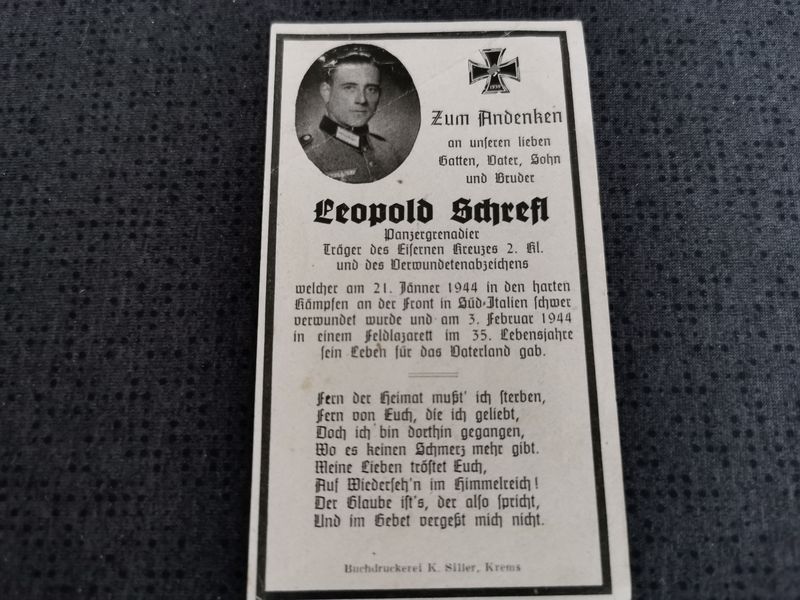 Zum Andenken
an unseren lieben
Gatten, Vater, Sohn
und Bruder
Leopold Schrefl
Panzergrenadier
Träger des Eisernen Kreuzes 2. Kl.
und des Verwundetenabzeichens
welcher am 21. Jänner 1944 in den harten
Kämpfen an der Front in Süd-Italien schwer
verwundet wurde und am 3. Februar 1944
in einem Feldlazarett im 35. Lebensjahre
sein Leben für das Vaterland gab.
Fern der Heimat mußt' ich sterben,
Fern von Euch, die ich geliebt,
Doch ich bin dorthin gegangen,
Wo es keinen Schmerz mehr gibt.
Meine Lieben tröstet Euch,
Auf Wiederseh'n im Himmelreich!
Der Glaube ist's, der also spricht,
Und im Gebet vergeßt mich nicht.
Buchdruckerei K. Siller, Krems